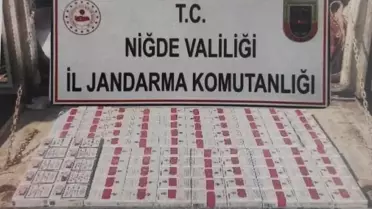 T.C.
NİĞDE VALİLİĞİ
İL JANDARMA KOMUTANLIĞI